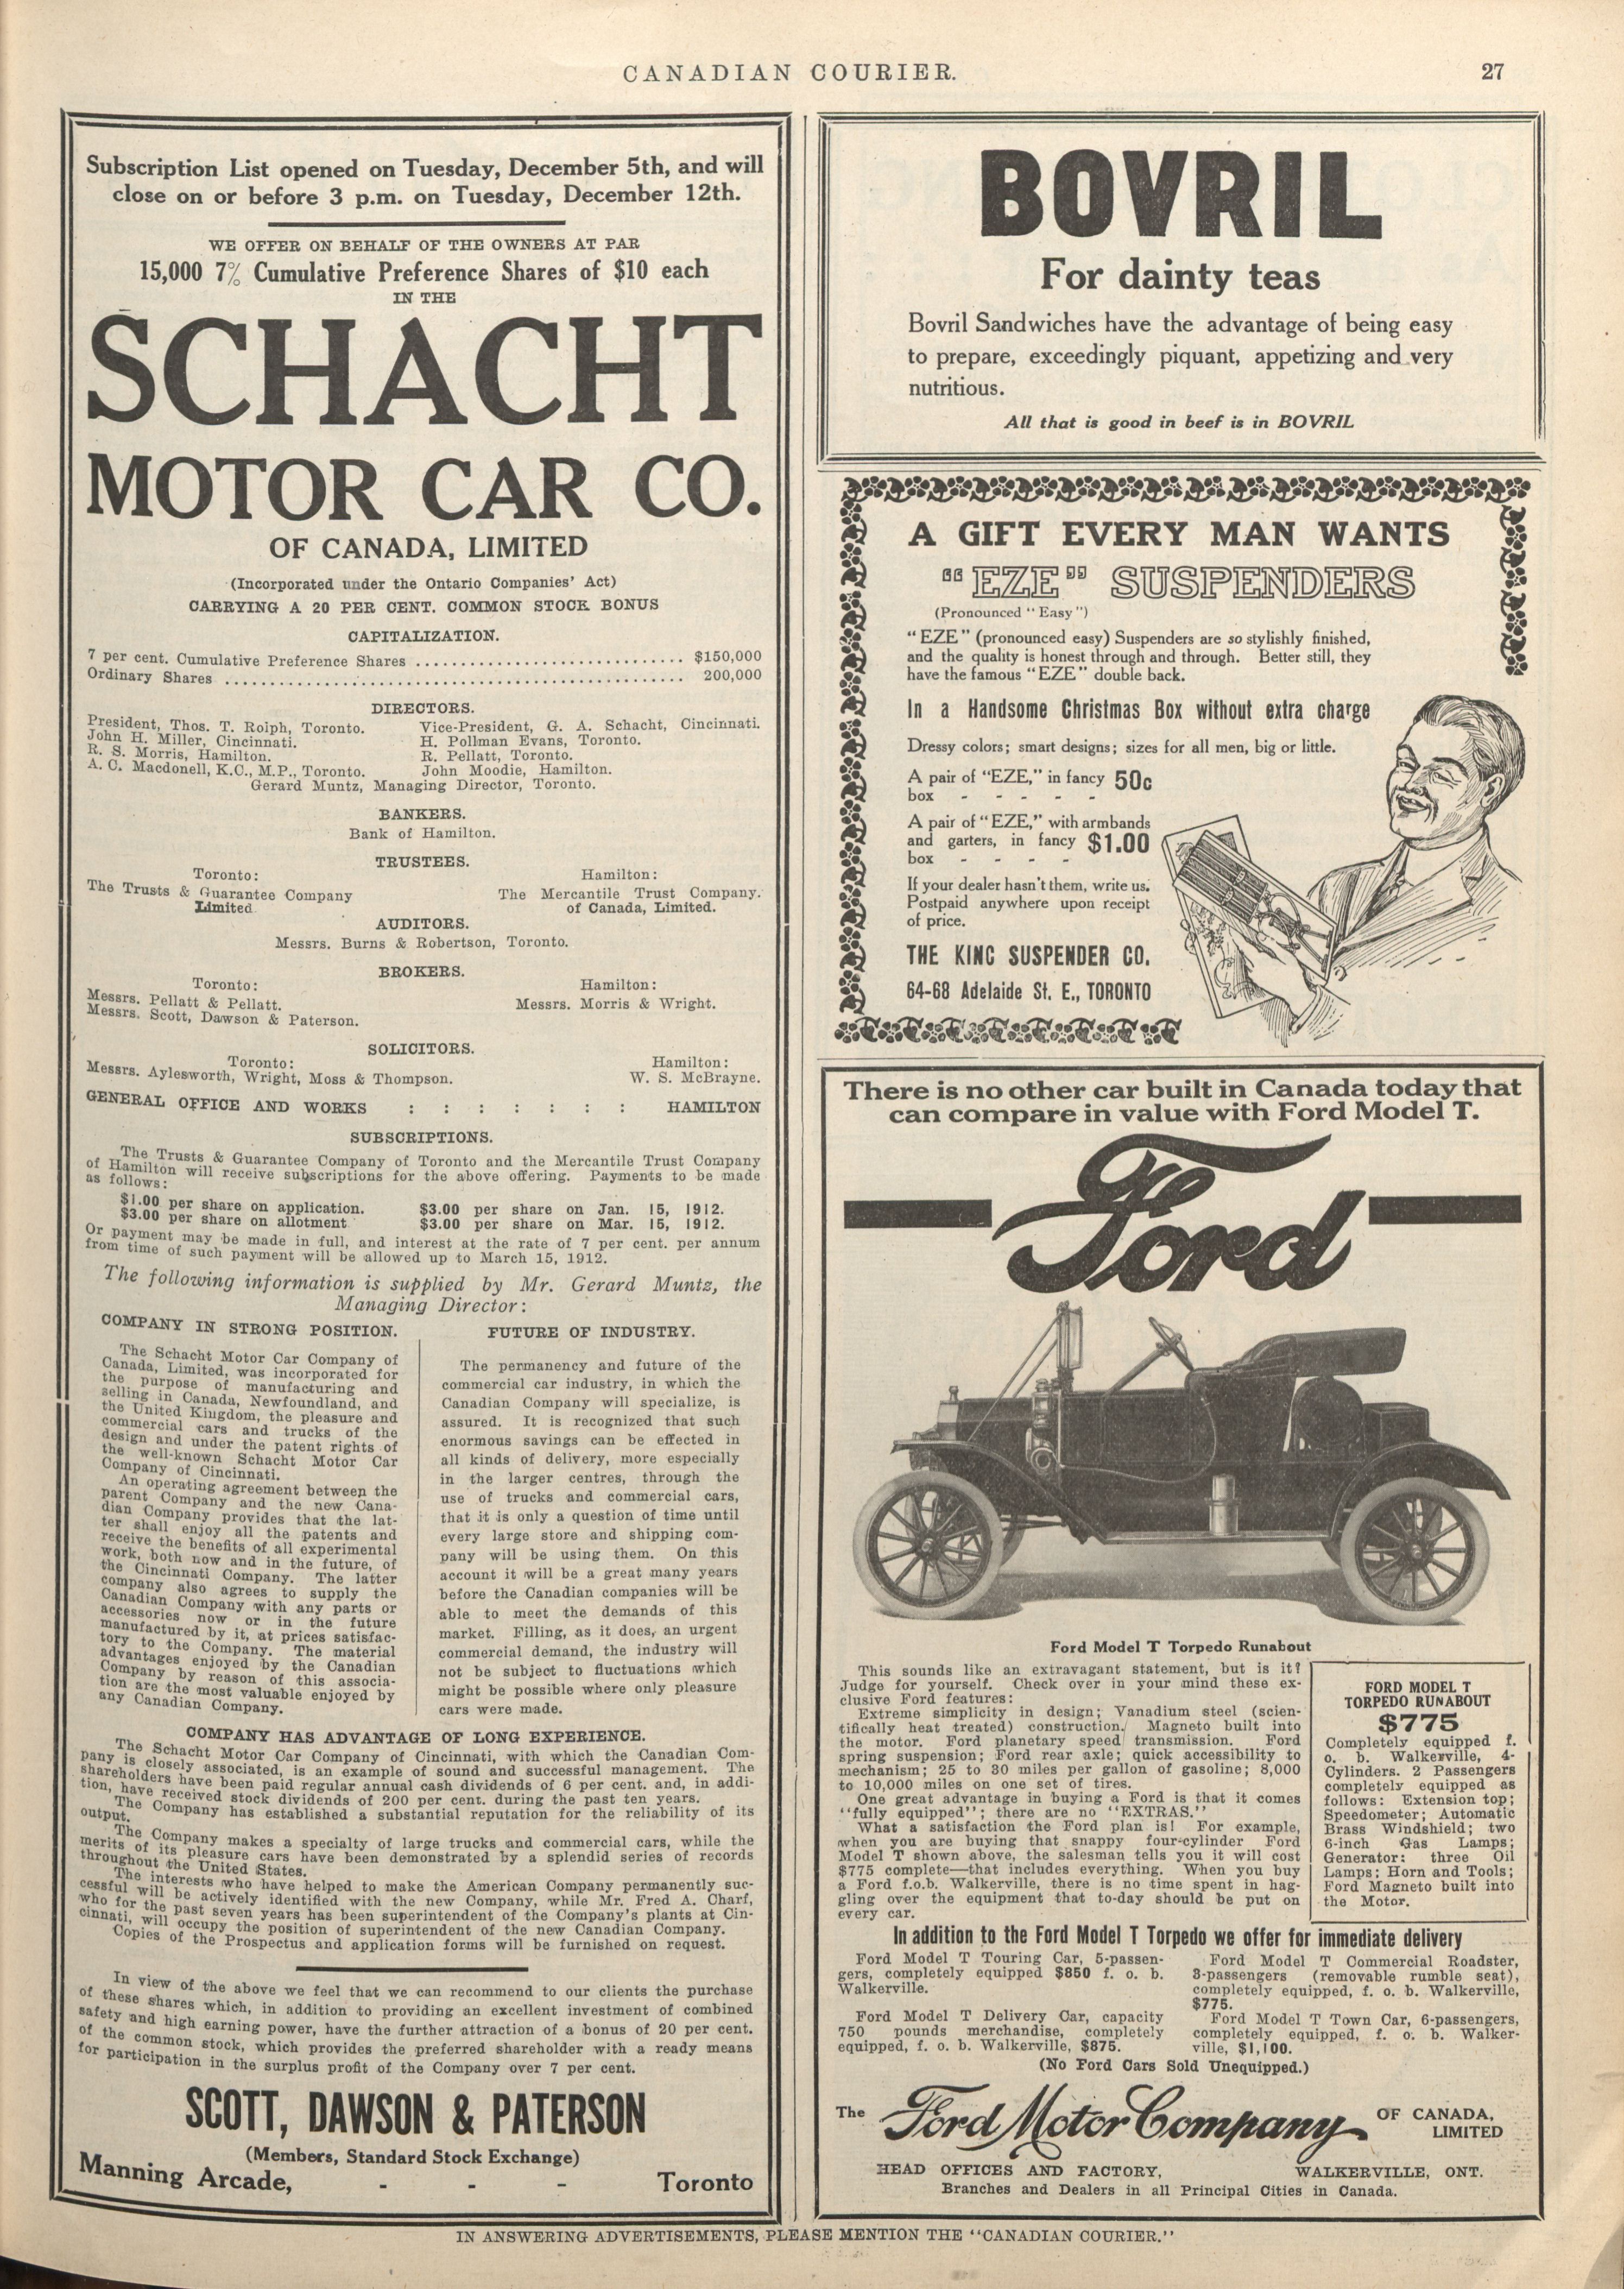 CANADIAN COURIER.
27
Subscription List opened on Tuesday, December 5th, and will
close on or before 3 p.m. on Tuesday, December 12th.
WE OFFER ON BEHALF OF THE OWNERS AT PAR
15,000 7% Cumulative Preference Shares of $10 each
IN THE
SCHACHT
MOTOR CAR CO.
OF CANADA, LIMITED
(Incorporated under the Ontario Companies' Act)
CARRYING A 20 PER CENT. COMMON STOCK BONUS
CAPITALIZATION.
7 per cent. Cumulative Preference Shares .............................. $150,000
Ordinary Shares .................................................... 200,000
DIRECTORS.
President, Thos. T. Rolph, Toronto. Vice-President, G. A. Schacht, Cincinnati.
John H. Miller, Cincinnati. H. Pollman Evans, Toronto.
R. S. Morris, Hamilton. R. Pellatt, Toronto.
A. C. Macdonell, K.C., M.P., Toronto. John Moodie, Hamilton.
Gerard Muntz, Managing Director, Toronto.
BANKERS.
Bank of Hamilton.
TRUSTEES.
Toronto: Hamilton:
The Trusts & Guarantee Company The Mercantile Trust Company.
Limited of Canada, Limited.
AUDITORS.
Messrs. Burns & Robertson, Toronto.
BROKERS.
Toronto: Hamilton:
Messrs. Pellatt & Pellatt. Messrs. Morris & Wright.
Messrs. Scott, Dawson & Paterson.
SOLICITORS.
Toronto: Hamilton:
Messrs. Aylesworth, Wright, Moss & Thompson. W. S. McBrayne.
GENERAL OFFICE AND WORKS : : : : : : : HAMILTON
SUBSCRIPTIONS.
The Trusts & Guarantee Company of Toronto and the Mercantile Trust Company
of Hamilton will receive subscriptions for the above offering. Payments to be made
as follows:
$1.00 per share on application. $3.00 per share on Jan. 15, 1912.
$3.00 per share on allotment $3.00 per share on Mar. 15, 1912.
Or payment may be made in full, and interest at the rate of 7 per cent. per annum
from time of such payment will be allowed up to March 15, 1912.
The following information is supplied by Mr. Gerard Muntz, the
Managing Director:
COMPANY IN STRONG POSITION.
The Schacht Motor Car Company of
Canada, Limited, was incorporated for
the purpose of manufacturing and
selling in Canada, Newfoundland, and
the United Kingdom, the pleasure and
commercial cars and trucks of the
design and under the patent rights of
the well-known Schacht Motor Car
Company of Cincinnati.
An operating agreement between the
parent Company and the new Cana-
dian Company provides that the lat-
ter shall enjoy all the patents and
receive the benefits of all experimental
work, both now and in the future, of
the Cincinnati Company. The latter
company also agrees to supply the
Canadian Company with any parts or
accessories now or in the future
manufactured by it, at prices satisfac-
tory to the Company. The material
advantages enjoyed by the Canadian
Company by reason of this associa-
tion are the most valuable enjoyed by
any Canadian Company.
FUTURE OF INDUSTRY.
The permanency and future of the
commercial car industry, in which the
Canadian Company will specialize, is
assured. It is recognized that such
enormous savings can be effected in
all kinds of delivery, more especially
in the larger centres, through the
use of trucks and commercial cars,
that it is only a question of time until
every large store and shipping com-
pany will be using them. On this
account it will be a great many years
before the Canadian companies will be
able to meet the demands of this
market. Filling, as it does, an urgent
commercial demand, the industry will
not be subject to fluctuations which
might be possible where only pleasure
cars were made.
COMPANY HAS ADVANTAGE OF LONG EXPERIENCE.
The Schacht Motor Car Company of Cincinnati, with which the Canadian Com-
pany is closely associated, is an example of sound and successful management. The
shareholders have been paid regular annual cash dividends of 6 per cent. and, in addi-
tion, have received stock dividends of 200 per cent. during the past ten years.
The Company has established a substantial reputation for the reliability of its
output.
The Company makes a specialty of large trucks and commercial cars, while the
merits of its pleasure cars have been demonstrated by a splendid series of records
throughout the United States.
The interests who have helped to make the American Company permanently suc-
cessful will be actively identified with the new Company, while Mr. Fred A. Charf,
who for the past seven years has been superintendent of the Company's plants at Cin-
cinnati, will occupy the position of superintendent of the new Canadian Company.
Copies of the Prospectus and application forms will be furnished on request.
In view of the above we feel that we can recommend to our clients the purchase
of these shares which, in addition to providing an excellent investment of combined
safety and high earning power, have the further attraction of a bonus of 20 per cent.
of the common stock, which provides the preferred shareholder with a ready means
for participation in the surplus profit of the Company over 7 per cent.
SCOTT, DAWSON & PATERSON
(Members, Standard Stock Exchange)
Manning Arcade, - - - Toronto
BOVRIL
For dainty teas
Bovril Sandwiches have the advantage of being easy
to prepare, exceedingly piquant, appetizing and very
nutritious.
All that is good in beef is in BOVRIL
A GIFT EVERY MAN WANTS
"EZE" SUSPENDERS
(Pronounced "Easy")
"EZE" (pronounced easy) Suspenders are so stylishly finished,
and the quality is honest through and through. Better still, they
have the famous "EZE" double back.
In a Handsome Christmas Box without extra charge
Dressy colors; smart designs; sizes for all men, big or little.
A pair of "EZE," in fancy 50c
box - - - - -
A pair of "EZE," with armbands
and garters, in fancy $1.00
box - - - -
If your dealer hasn't them, write us.
Postpaid anywhere upon receipt
of price.
THE KING SUSPENDER CO.
64-68 Adelaide St. E., TORONTO
There is no other car built in Canada today that
can compare in value with Ford Model T.
Ford
Ford Model T Torpedo Runabout
This sounds like an extravagant statement, but is it?
Judge for yourself. Check over in your mind these ex-
clusive Ford features:
Extreme simplicity in design; Vanadium steel (scien-
tifically heat treated) construction. Magneto built into
the motor. Ford planetary speed transmission. Ford
spring suspension; Ford rear axle; quick accessibility to
mechanism; 25 to 30 miles per gallon of gasoline; 8,000
to 10,000 miles on one set of tires.
One great advantage in buying a Ford is that it comes
"fully equipped"; there are no "EXTRAS."
What a satisfaction the Ford plan is! For example,
when you are buying that snappy four-cylinder Ford
Model T shown above, the salesman tells you it will cost
$775 complete—that includes everything. When you buy
a Ford f.o.b. Walkerville, there is no time spent in hag-
gling over the equipment that to-day should be put on
every car.
FORD MODEL T
TORPEDO RUNABOUT
$775
Completely equipped f.
o. b. Walkerville, 4-
Cylinders. 2 Passengers
completely equipped as
follows: Extension top;
Speedometer; Automatic
Brass Windshield; two
6-inch Gas Lamps;
Generator: three Oil
Lamps; Horn and Tools;
Ford Magneto built into
the Motor.
In addition to the Ford Model T Torpedo we offer for immediate delivery
Ford Model T Touring Car, 5-passen-
gers, completely equipped $850 f. o. b.
Walkerville.
Ford Model T Delivery Car, capacity
750 pounds merchandise, completely
equipped, f. o. b. Walkerville, $875.
Ford Model T Commercial Roadster,
3-passengers (removable rumble seat),
completely equipped, f. o. b. Walkerville,
$775.
Ford Model T Town Car, 6-passengers,
completely equipped, f. o. b. Walker-
ville, $1,100.
(No Ford Cars Sold Unequipped.)
The Ford Motor Company OF CANADA,
LIMITED
HEAD OFFICES AND FACTORY, WALKERVILLE, ONT.
Branches and Dealers in all Principal Cities in Canada.
IN ANSWERING ADVERTISEMENTS, PLEASE MENTION THE "CANADIAN COURIER."